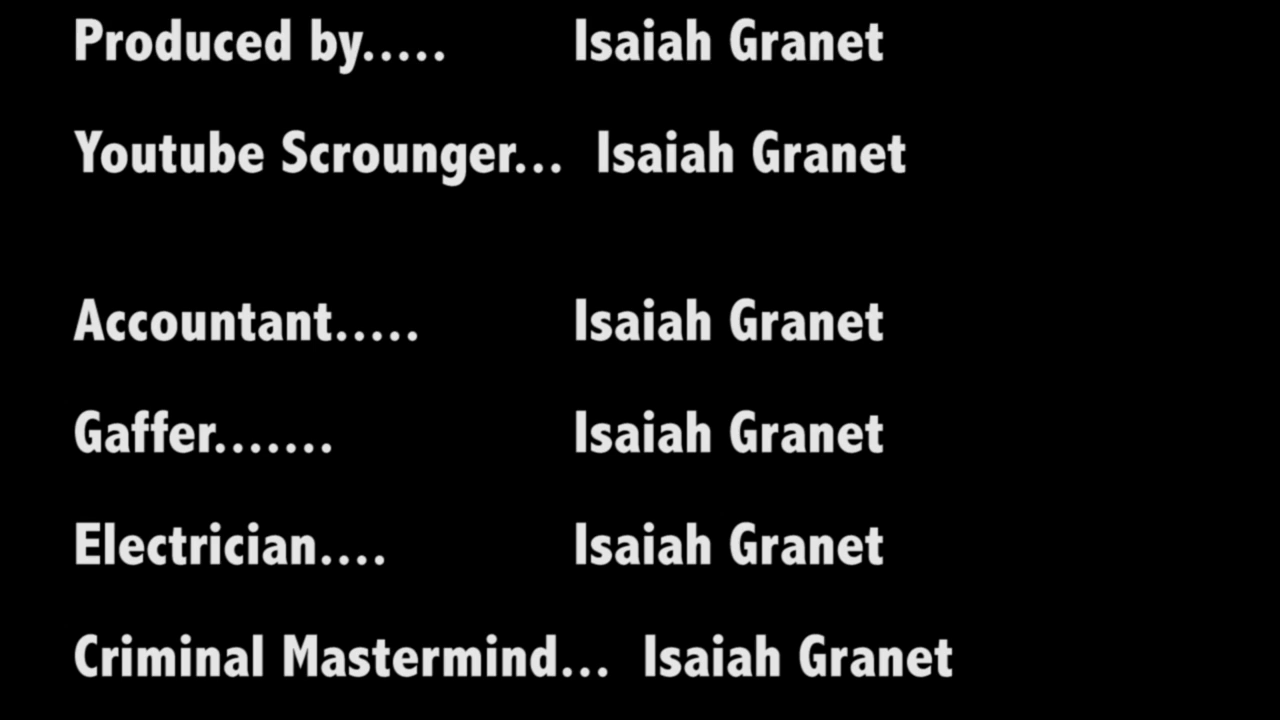 Produced by..... Isaiah Granet
Youtube Scrounger... Isaiah Granet
Accountant..... Isaiah Granet
Gaffer....... Isaiah Granet
Electrician.... Isaiah Granet
Criminal Mastermind... Isaiah Granet